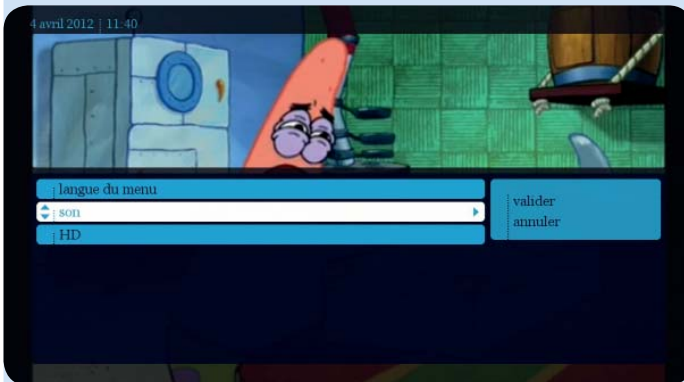 4 avril 2012 | 11:40
langue du menu
son
HD
valider
annuler